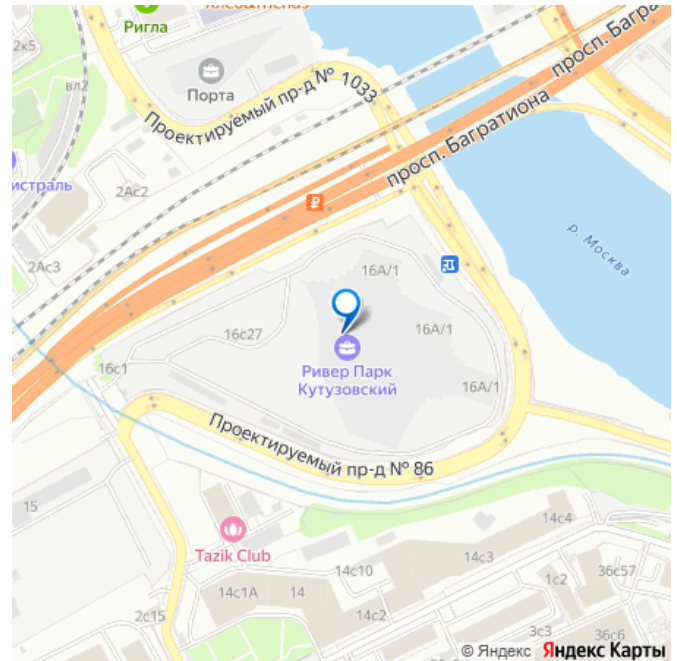 Ригла
2к5
вл2
Порта
Проектируемый пр-д № 1033
просп. Багра
просп. Багратиона
истраль
2Ас2
2Ас3
р. Москва
16А/1
16А/1
16с27
16с1
Ривер Парк
Кутузовский
16А/1
Проектируемый пр-д № 86
15
Tazik Club
14с4
14с3
14с10
14с1А
14
14с2
2с15
1с2
36с57
3с3
36с6
© Яндекс Яндекс Карты